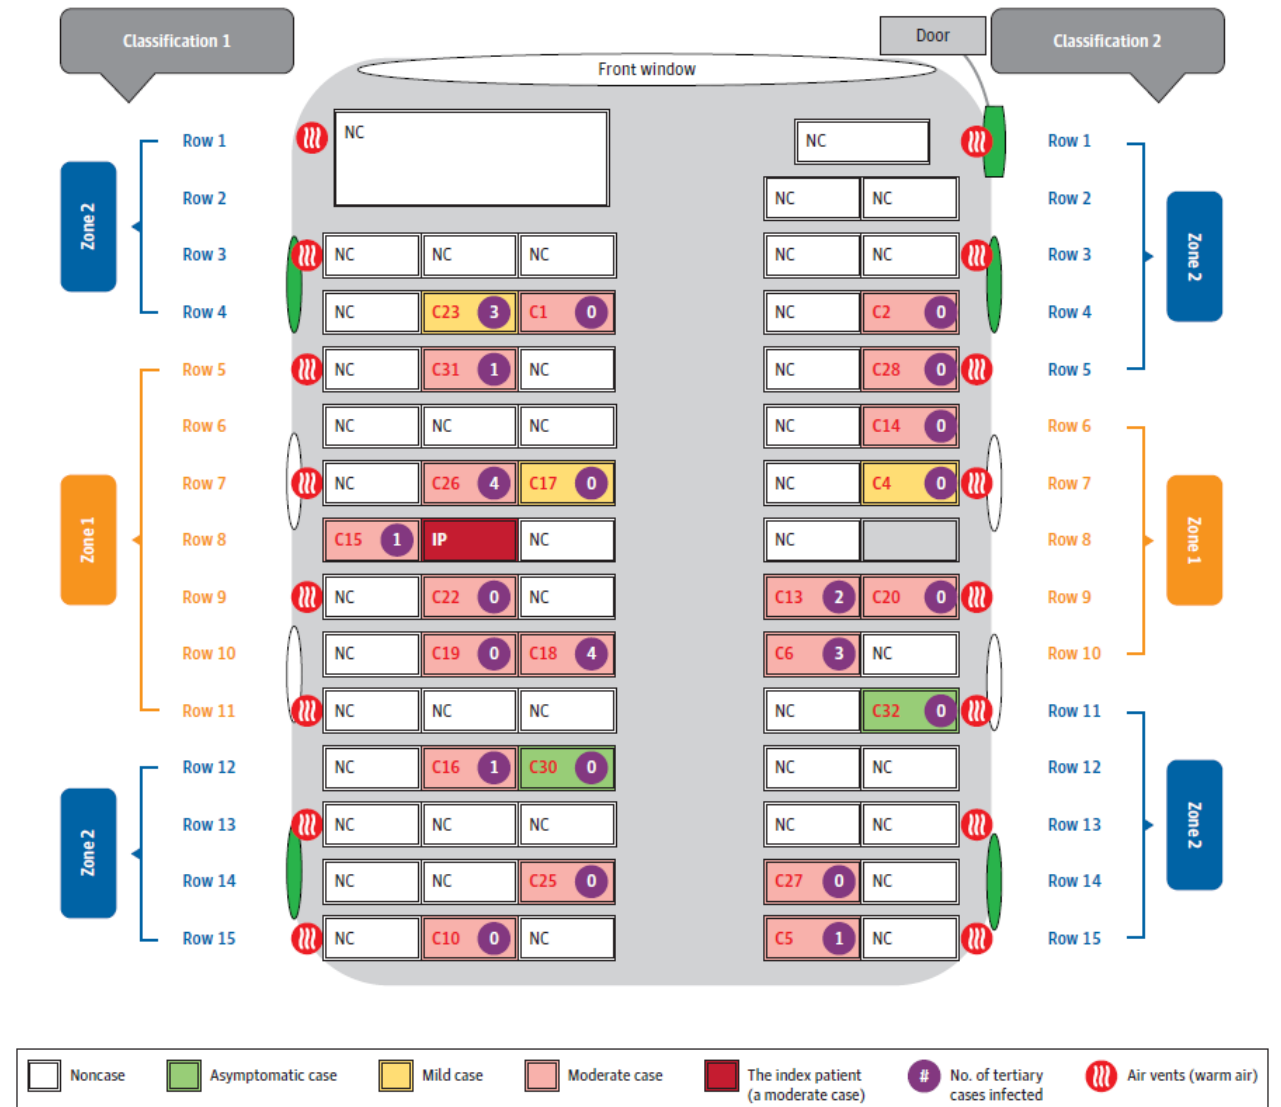 Classification 1
Door
Classification 2
Front window
Row 1 NC NC Row 1
Row 2 NC NC Row 2
Row 3 NC NC NC NC NC Row 3
Row 4 NC C23 3 C1 0 NC C2 0 Row 4
Zone 2
Zone 2
Row 5 NC C31 1 NC NC C28 0 Row 5
Row 6 NC NC NC NC C14 0 Row 6
Row 7 NC C26 4 C17 0 NC C4 0 Row 7
Row 8 C15 1 IP NC NC Row 8
Zone 1
Zone 1
Row 9 NC C22 0 NC C13 2 C20 0 Row 9
Row 10 NC C19 0 C18 4 C6 3 NC Row 10
Row 11 NC NC NC NC C32 0 Row 11
Row 12 NC C16 1 C30 0 NC NC Row 12
Row 13 NC NC NC NC NC Row 13
Zone 2
Zone 2
Row 14 NC NC C25 0 C27 0 NC Row 14
Row 15 NC C10 0 NC C5 1 NC Row 15
Noncase
Asymptomatic case
Mild case
Moderate case
The index patient
(a moderate case)
# No. of tertiary
cases infected
Air vents (warm air)